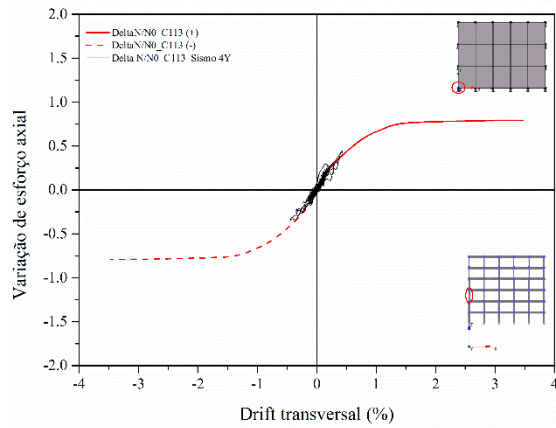 DeltaN/N0_C113 (+)
DeltaN/N0_C113 (-)
Delta N/N0_C113_Sismo 4Y
Variação de esforço axial
2.0
1.5
1.0
0.5
0.0
-0.5
-1.0
-1.5
-2.0
-4 -3 -2 -1 0 1 2 3 4
Drift transversal (%)